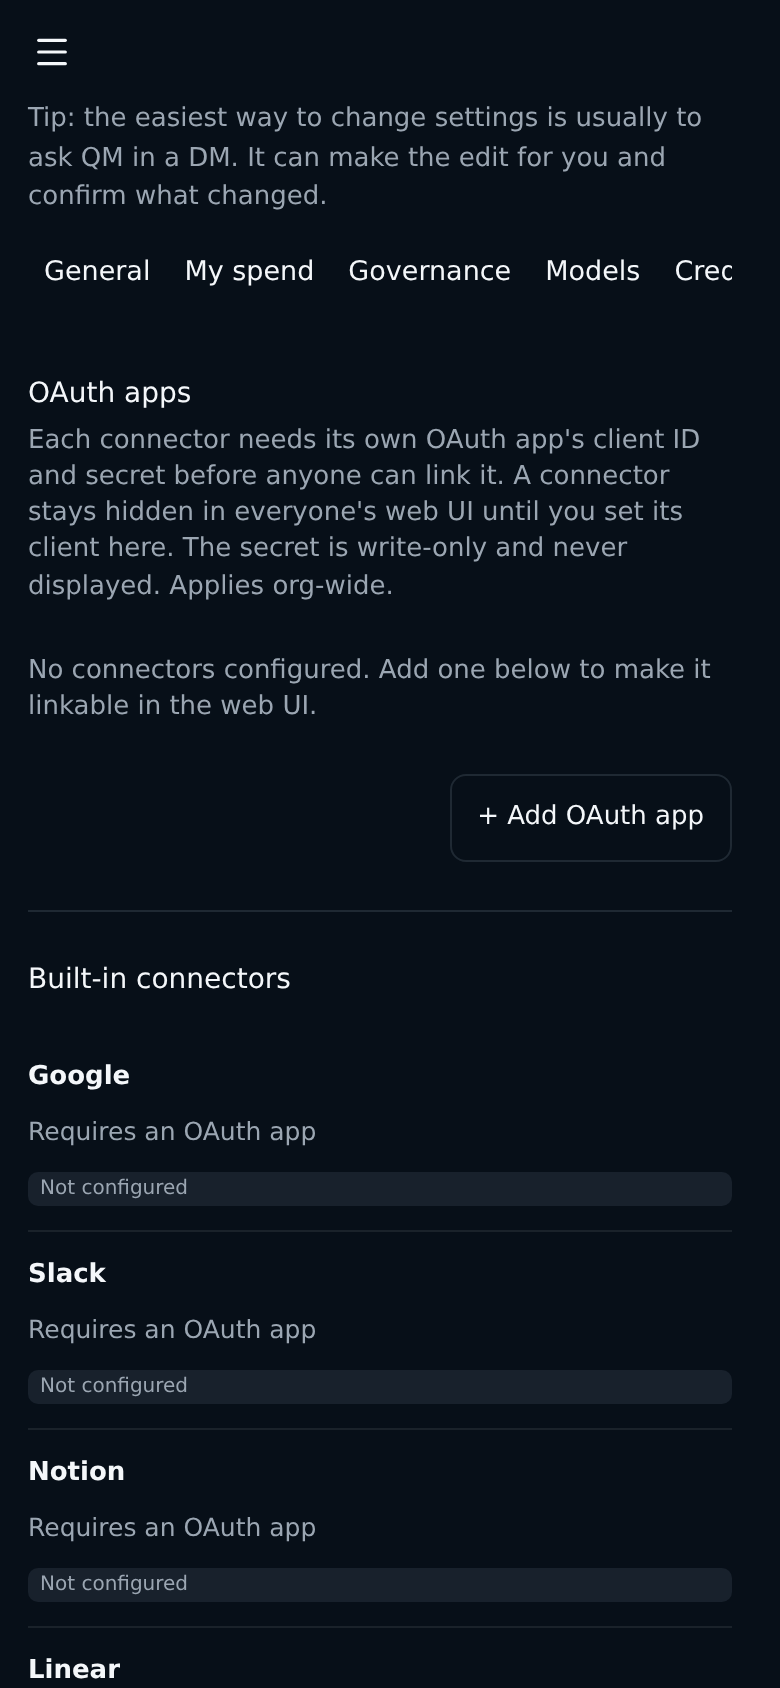 Tip: the easiest way to change settings is usually to
ask QM in a DM. It can make the edit for you and
confirm what changed.
General My spend Governance Models Cred
OAuth apps
Each connector needs its own OAuth app's client ID
and secret before anyone can link it. A connector
stays hidden in everyone's web UI until you set its
client here. The secret is write-only and never
displayed. Applies org-wide.
No connectors configured. Add one below to make it
linkable in the web UI.
+ Add OAuth app
Built-in connectors
Google
Requires an OAuth app
Not configured
Slack
Requires an OAuth app
Not configured
Notion
Requires an OAuth app
Not configured
Linear